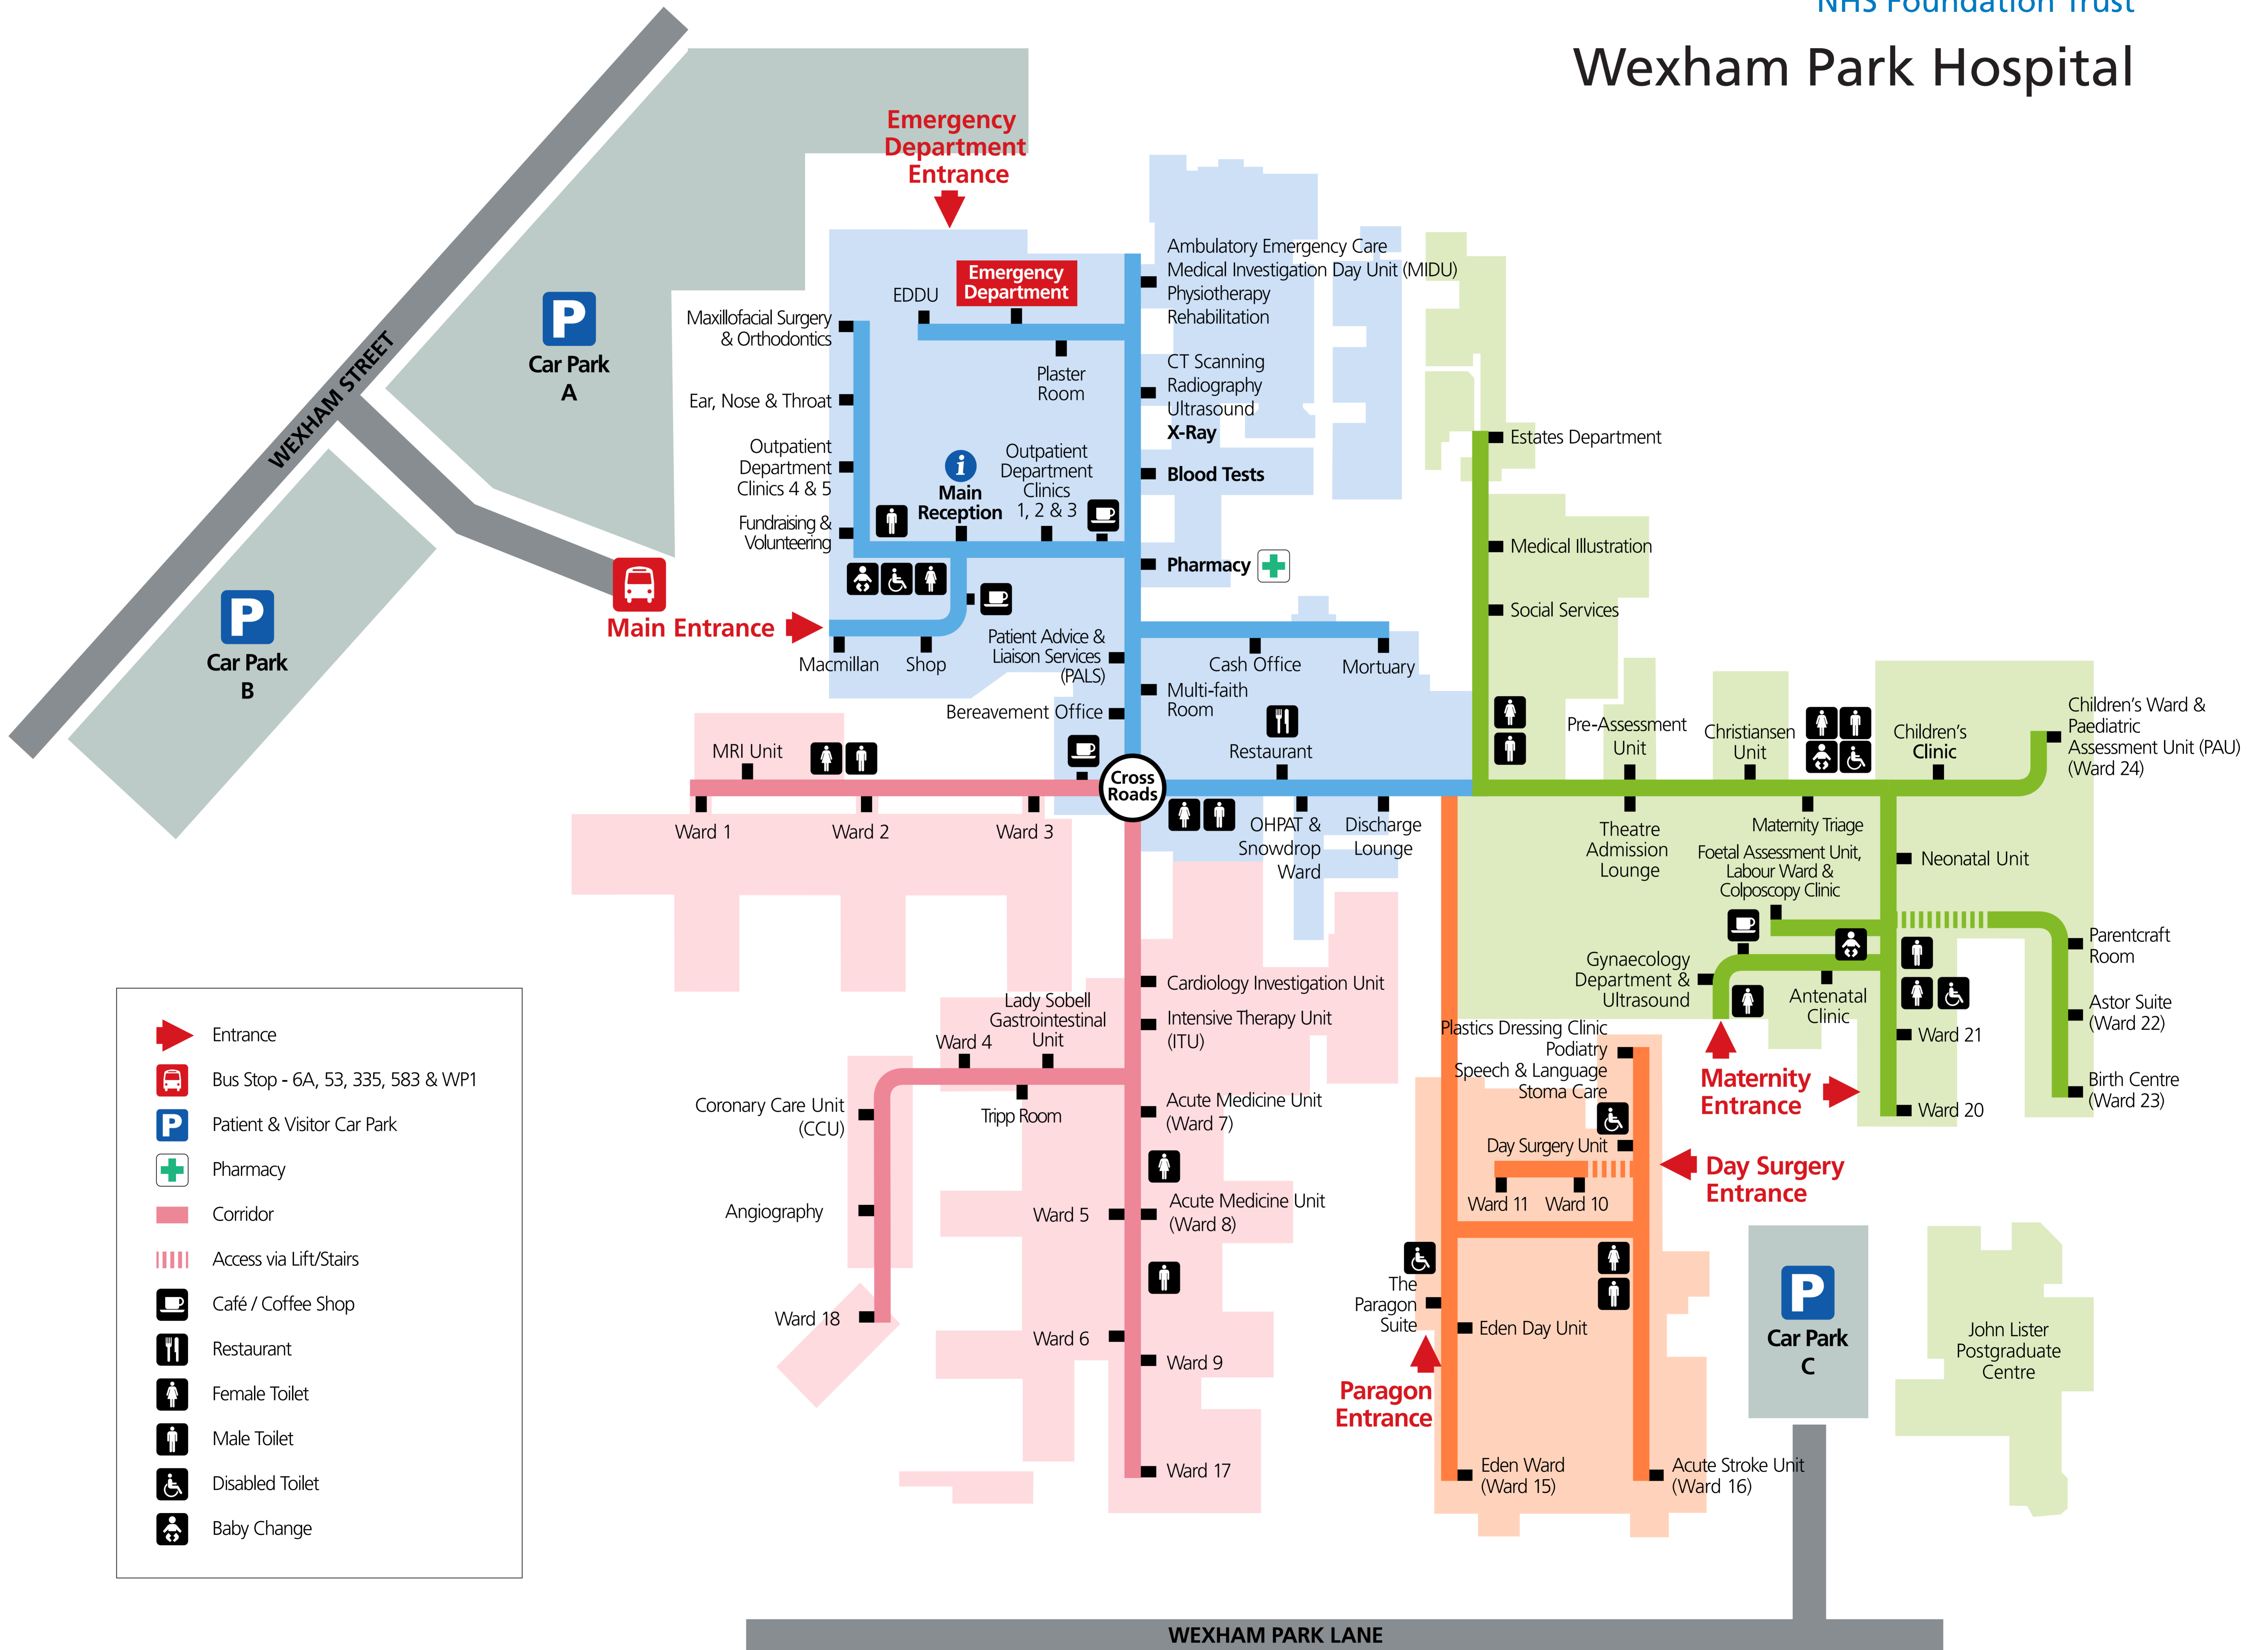 NHS Foundation Trust
Wexham Park Hospital
WEXHAM STREET
Car Park
A
Car Park
B
Emergency
Department
Entrance
Emergency
Department
EDDU
Plaster
Room
Maxillofacial Surgery
& Orthodontics
Ear, Nose & Throat
Outpatient
Department
Clinics 4 & 5
Fundraising &
Volunteering
Main
Reception
Outpatient
Department
Clinics
1, 2 & 3
Main Entrance
Macmillan
Shop
Ambulatory Emergency Care
Medical Investigation Day Unit (MIDU)
Physiotherapy
Rehabilitation
CT Scanning
Radiography
Ultrasound
X-Ray
Blood Tests
Pharmacy
Patient Advice &
Liaison Services
(PALS)
Bereavement Office
Multi-faith
Room
Cash Office
Mortuary
Restaurant
Cross
Roads
OHPAT &
Snowdrop
Ward
Discharge
Lounge
MRI Unit
Ward 1
Ward 2
Ward 3
Estates Department
Medical Illustration
Social Services
Pre-Assessment
Unit
Christiansen
Unit
Children's
Clinic
Children's Ward &
Paediatric
Assessment Unit (PAU)
(Ward 24)
Theatre
Admission
Lounge
Maternity Triage
Foetal Assessment Unit,
Labour Ward &
Colposcopy Clinic
Neonatal Unit
Gynaecology
Department &
Ultrasound
Antenatal
Clinic
Parentcraft
Room
Astor Suite
(Ward 22)
Birth Centre
(Ward 23)
Ward 21
Ward 20
Maternity
Entrance
Cardiology Investigation Unit
Intensive Therapy Unit
(ITU)
Lady Sobell
Gastrointestinal
Unit
Ward 4
Tripp Room
Coronary Care Unit
(CCU)
Angiography
Ward 18
Acute Medicine Unit
(Ward 7)
Ward 5
Acute Medicine Unit
(Ward 8)
Ward 6
Ward 9
Ward 17
Plastics Dressing Clinic
Podiatry
Speech & Language
Stoma Care
Day Surgery Unit
Ward 11
Ward 10
Day Surgery
Entrance
The
Paragon
Suite
Eden Day Unit
Paragon
Entrance
Eden Ward
(Ward 15)
Acute Stroke Unit
(Ward 16)
Car Park
C
John Lister
Postgraduate
Centre
WEXHAM PARK LANE
Entrance
Bus Stop - 6A, 53, 335, 583 & WP1
P
Patient & Visitor Car Park
Pharmacy
Corridor
Access via Lift/Stairs
Café / Coffee Shop
Restaurant
Female Toilet
Male Toilet
Disabled Toilet
Baby Change